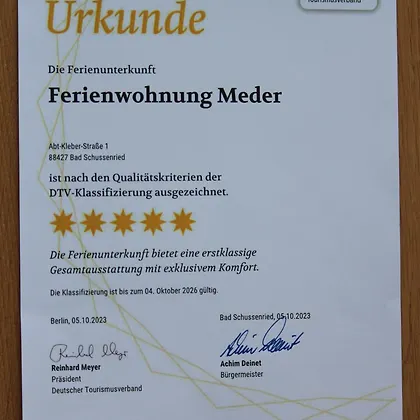 Urkunde
Tourismusverband
Die Ferienunterkunft
Ferienwohnung Meder
Abt-Kleber-Straße 1
88427 Bad Schussenried
ist nach den Qualitätskriterien der
DTV-Klassifizierung ausgezeichnet.
Die Ferienunterkunft bietet eine erstklassige
Gesamtausstattung mit exklusivem Komfort.
Die Klassifizierung ist bis zum 04. Oktober 2026 gültig.
Berlin, 05.10.2023
Bad Schussenried, 05.10.2023
Reinhard Meyer
Präsident
Deutscher Tourismusverband
Achim Deinet
Bürgermeister